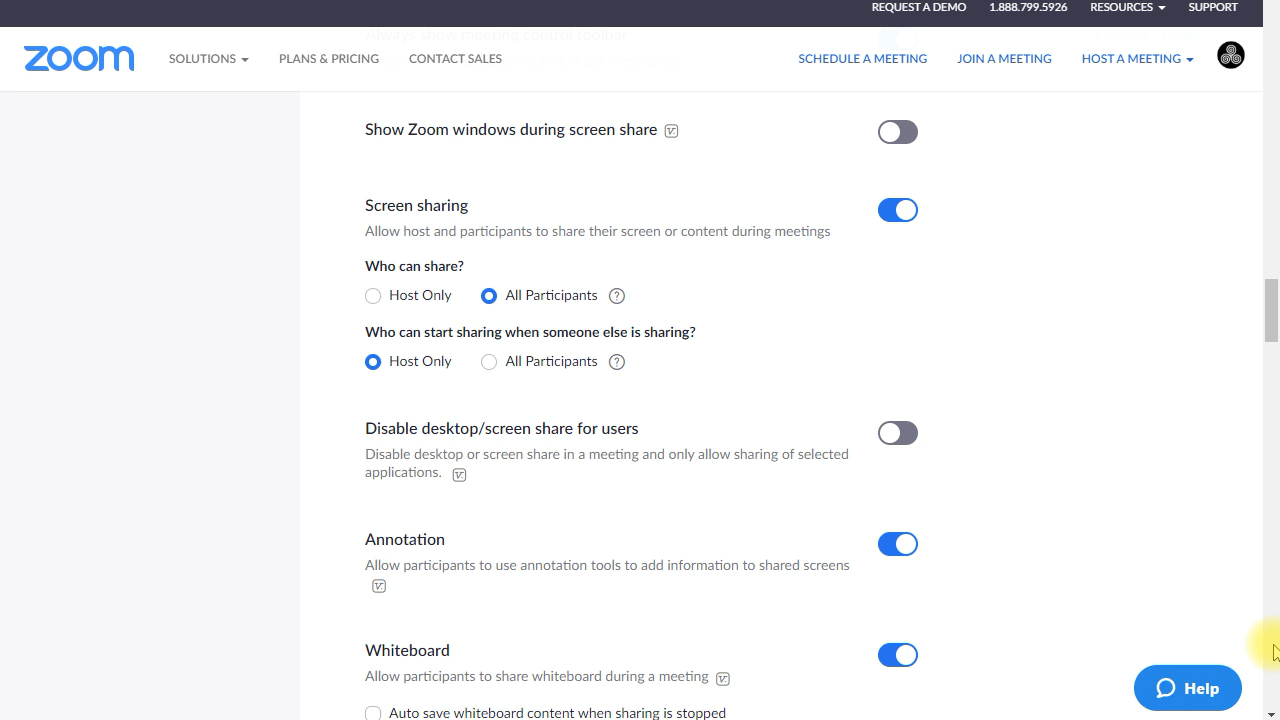 REQUEST A DEMO 1.888.799.5926 RESOURCES SUPPORT
Always show meeting control toolbar
zoom SOLUTIONS PLANS & PRICING CONTACT SALES SCHEDULE A MEETING JOIN A MEETING HOST A MEETING
Show Zoom windows during screen share
Screen sharing
Allow host and participants to share their screen or content during meetings
Who can share?
Host Only All Participants ?
Who can start sharing when someone else is sharing?
Host Only All Participants ?
Disable desktop/screen share for users
Disable desktop or screen share in a meeting and only allow sharing of selected
applications.
Annotation
Allow participants to use annotation tools to add information to shared screens
Whiteboard
Allow participants to share whiteboard during a meeting
Help
Auto save whiteboard content when sharing is stopped